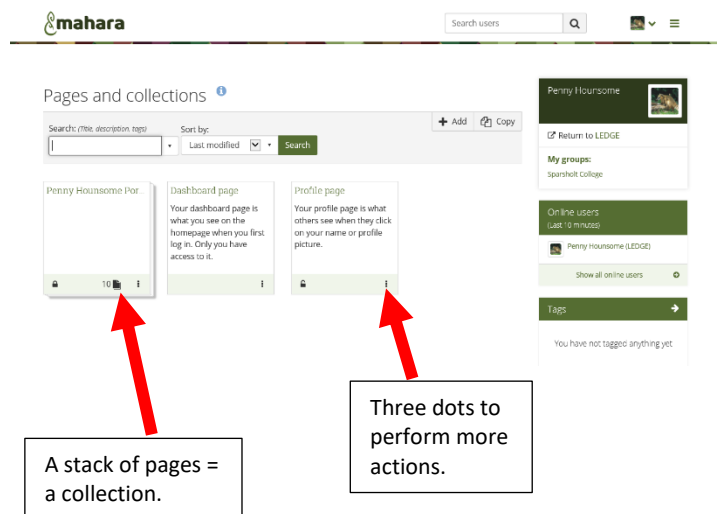 mahara
Search users
Pages and collections
Search: (Title, description, tags)
Sort by:
Last modified
Search
Add
Copy
Penny Hounsome Por...
Dashboard page
Your dashboard page is
what you see on the
homepage when you first
log in. Only you have
access to it.
Profile page
Your profile page is what
others see when they click
on your name or profile
picture.
10
Penny Hounsome
Return to LEDGE
My groups:
Sparsholt College
Online users
(Last 10 minutes)
Penny Hounsome (LEDGE)
Show all online users
Tags
You have not tagged anything yet
A stack of pages =
a collection.
Three dots to
perform more
actions.